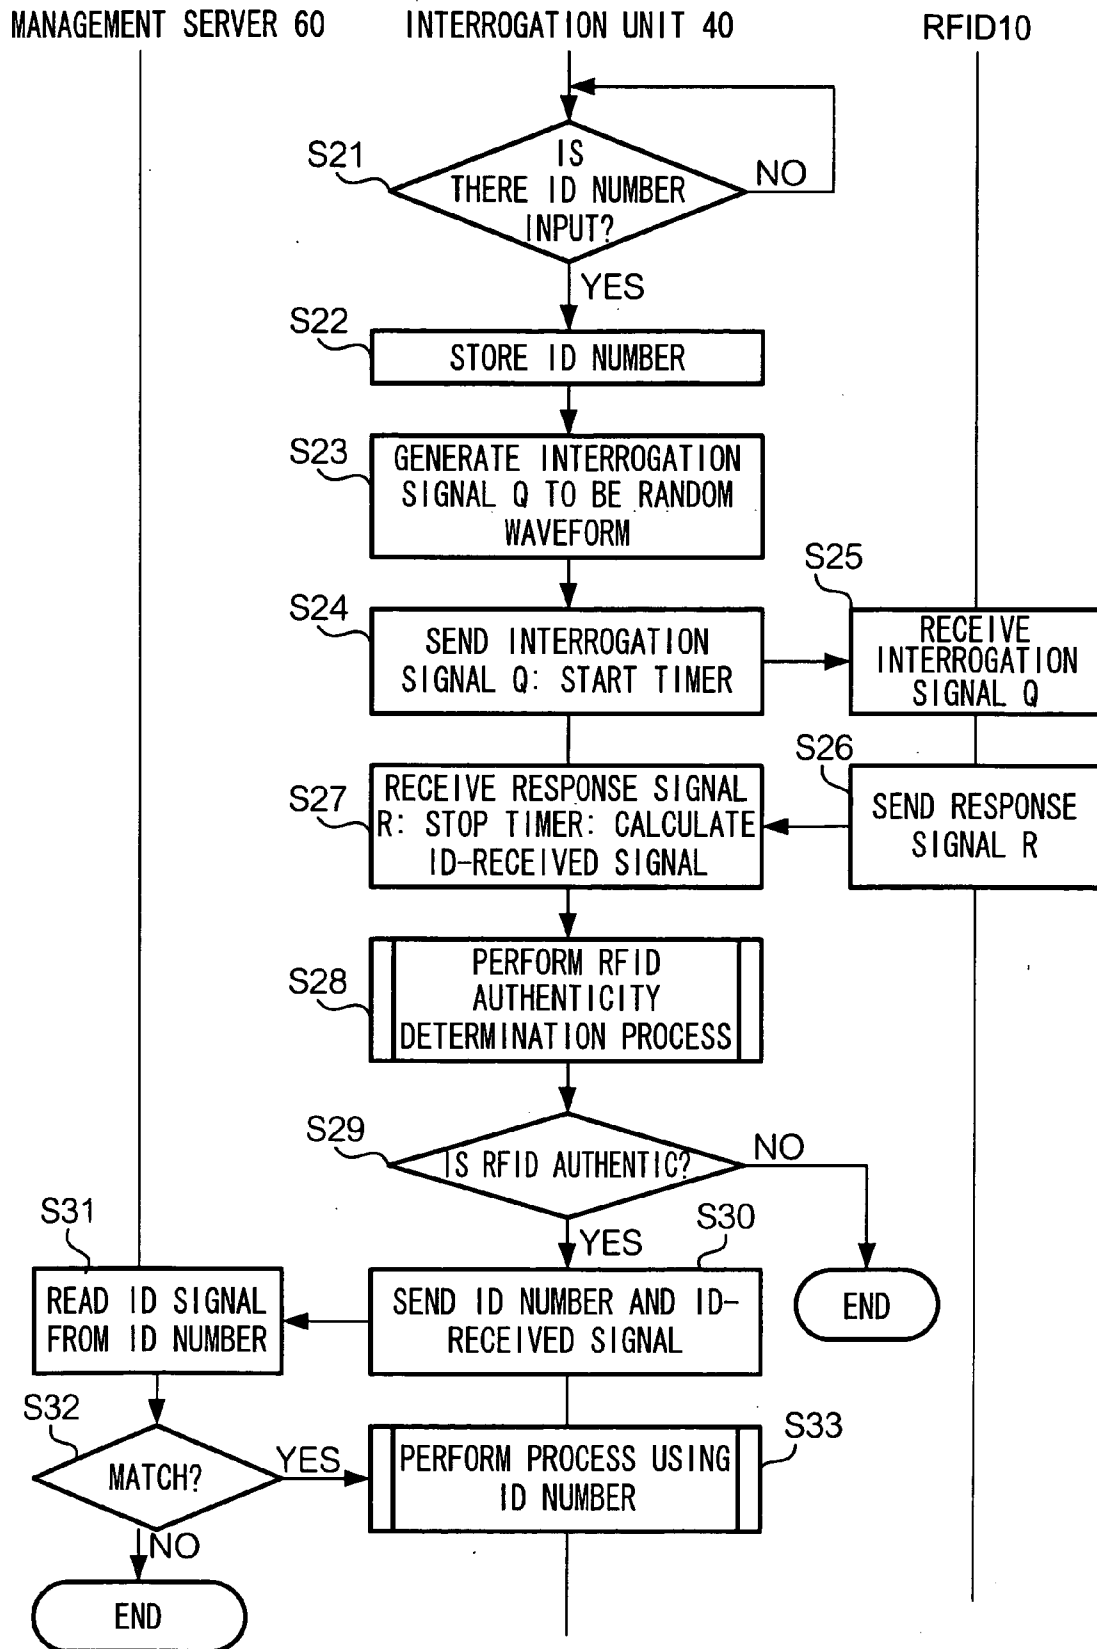 MANAGEMENT SERVER 60
INTERROGATION UNIT 40
RFID10
S21
IS
THERE ID NUMBER
INPUT?
NO
YES
S22
STORE ID NUMBER
S23
GENERATE INTERROGATION
SIGNAL Q TO BE RANDOM
WAVEFORM
S24
SEND INTERROGATION
SIGNAL Q: START TIMER
S25
RECEIVE
INTERROGATION
SIGNAL Q
S26
SEND RESPONSE
SIGNAL R
S27
RECEIVE RESPONSE SIGNAL
R: STOP TIMER: CALCULATE
ID-RECEIVED SIGNAL
S28
PERFORM RFID
AUTHENTICITY
DETERMINATION PROCESS
S29
IS RFID AUTHENTIC?
NO
YES
END
S30
SEND ID NUMBER AND ID-
RECEIVED SIGNAL
S31
READ ID SIGNAL
FROM ID NUMBER
S32
MATCH?
YES
NO
S33
PERFORM PROCESS USING
ID NUMBER
END